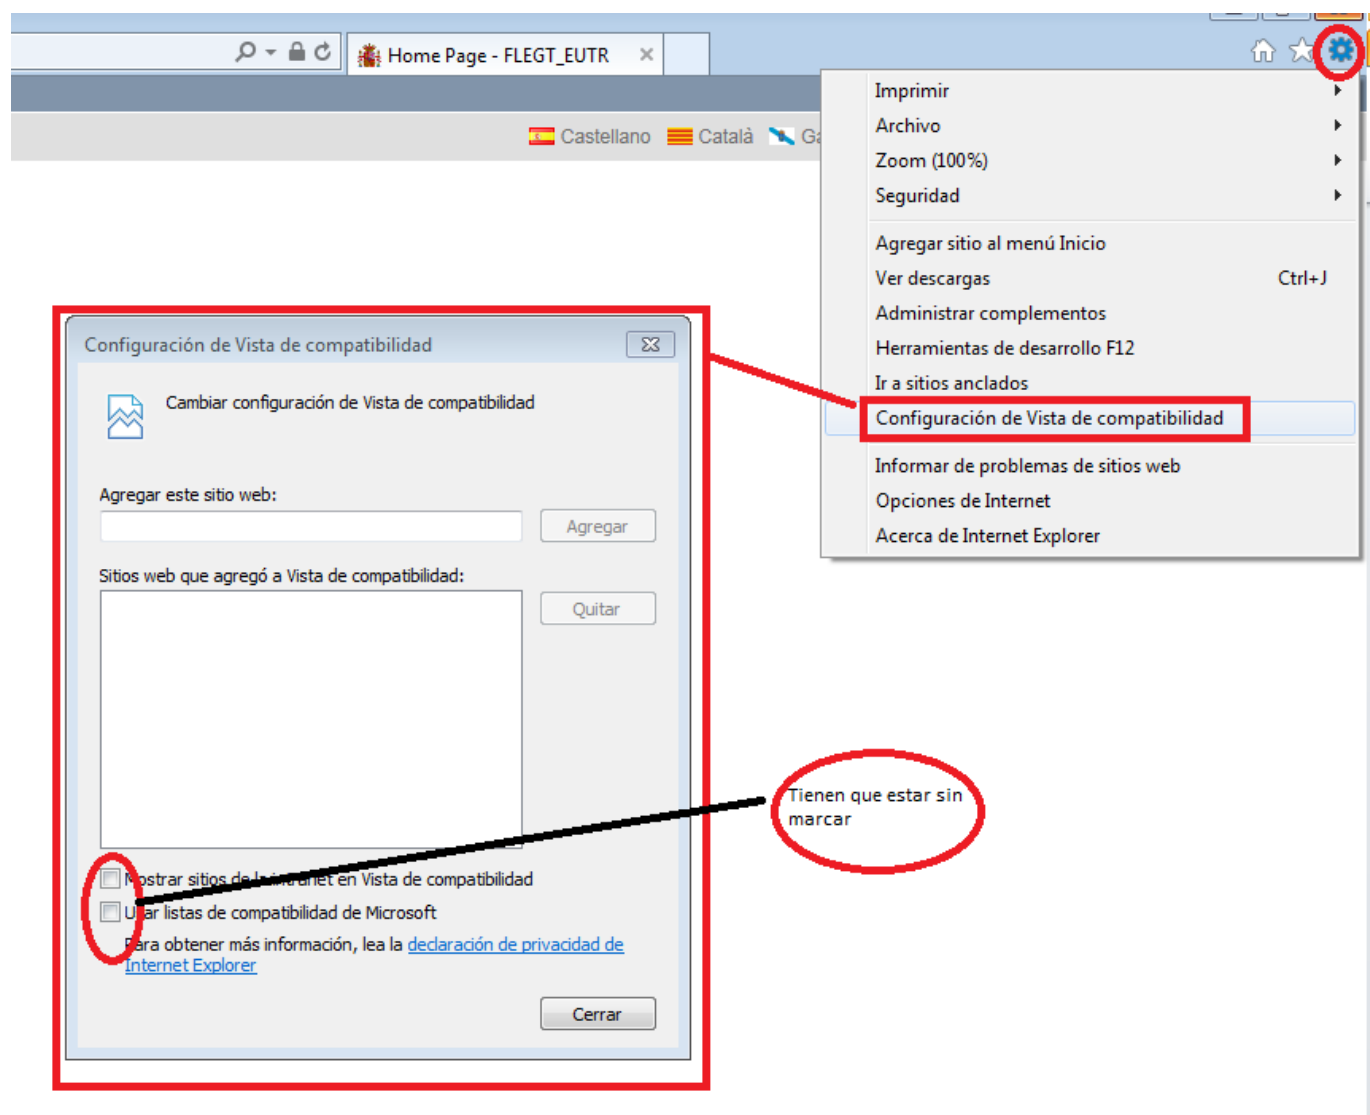 Home Page - FLEGT_EUTR
Castellano Català
Imprimir
Archivo
Zoom (100%)
Seguridad
Agregar sitio al menú Inicio
Ver descargas Ctrl+J
Administrar complementos
Herramientas de desarrollo F12
Ir a sitios anclados
Configuración de Vista de compatibilidad
Informar de problemas de sitios web
Opciones de Internet
Acerca de Internet Explorer
Configuración de Vista de compatibilidad
Cambiar configuración de Vista de compatibilidad
Agregar este sitio web:
Agregar
Sitios web que agregó a Vista de compatibilidad:
Quitar
Tienen que estar sin
marcar
Mostrar sitios de la intranet en Vista de compatibilidad
Usar listas de compatibilidad de Microsoft
Para obtener más información, lea la declaración de privacidad de
Internet Explorer
Cerrar